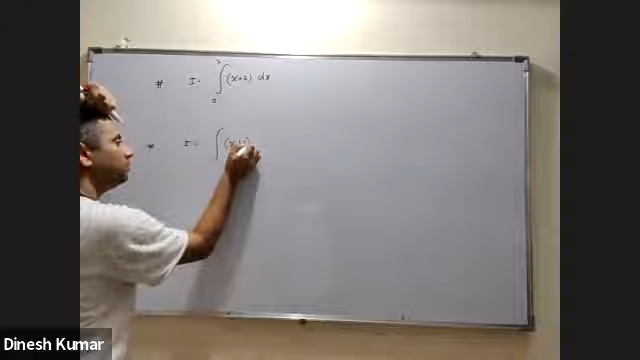 # I = ∫₀² (x+2) dx
I = ∫ (x+
Dinesh Kumar